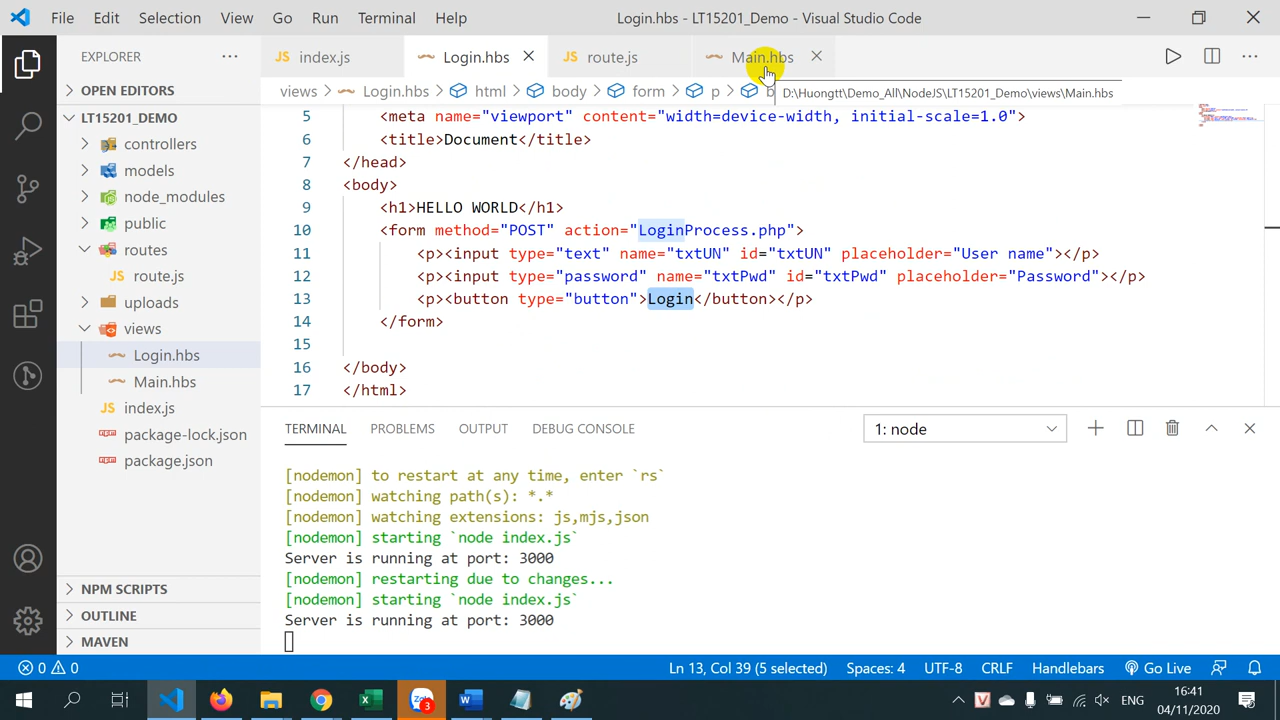 File Edit Selection View Go Run Terminal Help Login.hbs - LT15201_Demo - Visual Studio Code
EXPLORER
JS index.js Login.hbs JS route.js Main.hbs
OPEN EDITORS
views Login.hbs html body form p b
D:\Huongtt\Demo_All\NodeJS\LT15201_Demo\views\Main.hbs
LT15201_DEMO
controllers
models
node_modules
public
routes
JS route.js
uploads
views
Login.hbs
Main.hbs
JS index.js
package-lock.json
package.json
NPM SCRIPTS
OUTLINE
MAVEN
5 <meta name="viewport" content="width=device-width, initial-scale=1.0">
6 <title>Document</title>
7 </head>
8 <body>
9 <h1>HELLO WORLD</h1>
10 <form method="POST" action="LoginProcess.php">
11 <p><input type="text" name="txtUN" id="txtUN" placeholder="User name"></p>
12 <p><input type="password" name="txtPwd" id="txtPwd" placeholder="Password"></p>
13 <p><button type="button">Login</button></p>
14 </form>
15
16 </body>
17 </html>
TERMINAL PROBLEMS OUTPUT DEBUG CONSOLE 1: node
[nodemon] to restart at any time, enter `rs`
[nodemon] watching path(s): *.*
[nodemon] watching extensions: js,mjs,json
[nodemon] starting `node index.js`
Server is running at port: 3000
[nodemon] restarting due to changes...
[nodemon] starting `node index.js`
Server is running at port: 3000
0 0 Ln 13, Col 39 (5 selected) Spaces: 4 UTF-8 CRLF Handlebars Go Live
3 ENG 16:41
04/11/2020